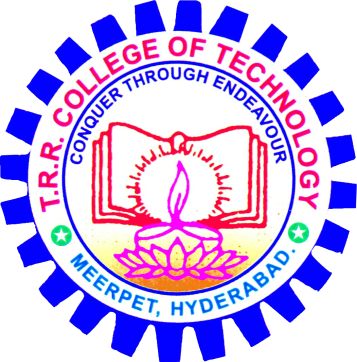 T.R.R. COLLEGE OF TECHNOLOGY
CONQUER THROUGH ENDEAVOUR
MEERPET, HYDERABAD.